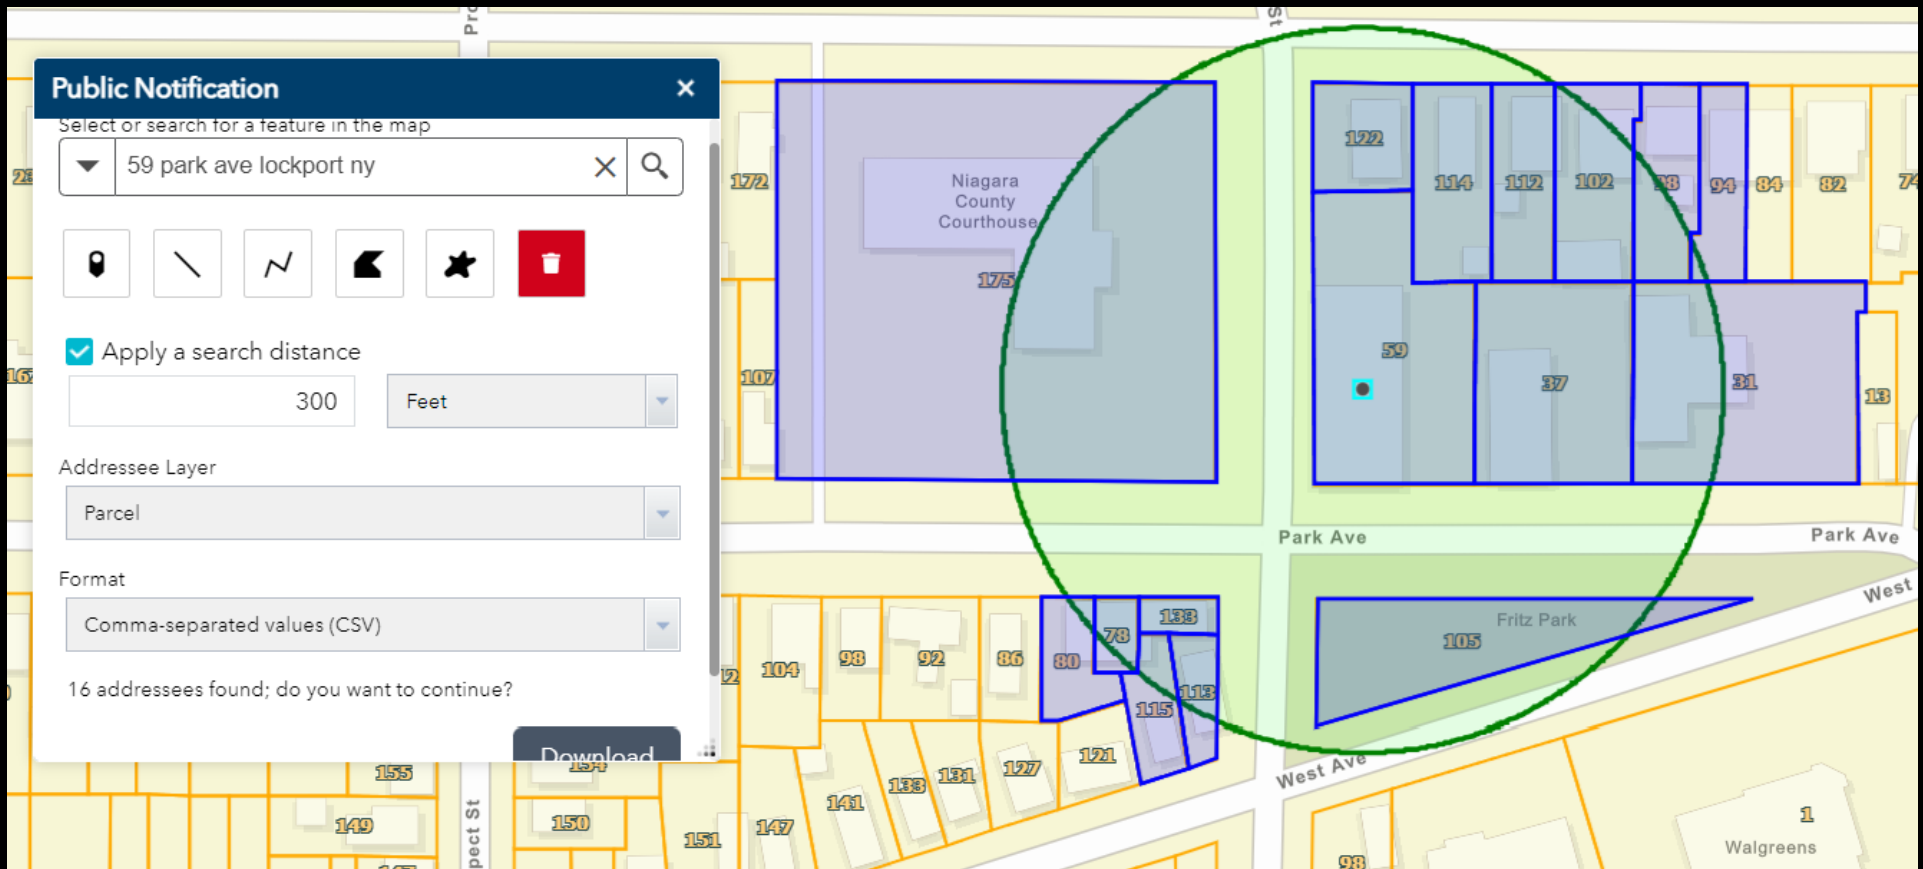 Public Notification
Select or search for a feature in the map
59 park ave lockport ny
Apply a search distance
300
Feet
Addressee Layer
Parcel
Format
Comma-separated values (CSV)
16 addressees found; do you want to continue?
Download
St
172
Niagara
County
Courthouse
175
107
122
114
112
102
94
84
82
59
37
31
13
Park Ave
Park Ave
West
Fritz Park
105
104
98
92
86
80
78
133
113
115
121
127
131
133
141
147
151
155
149
150
West Ave
98
1
Walgreens